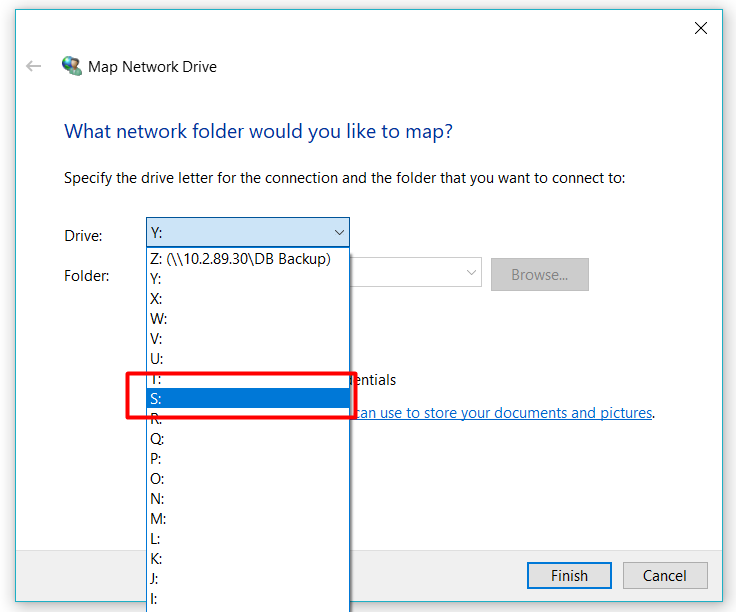 Map Network Drive
What network folder would you like to map?
Specify the drive letter for the connection and the folder that you want to connect to:
Drive:
Y:
Z: (\\10.2.89.30\DB Backup)
Folder:
Browse...
Y:
X:
W:
V:
U:
T:
dentials
S:
can use to store your documents and pictures.
R:
Q:
P:
O:
N:
M:
L:
K:
J:
I:
Finish
Cancel